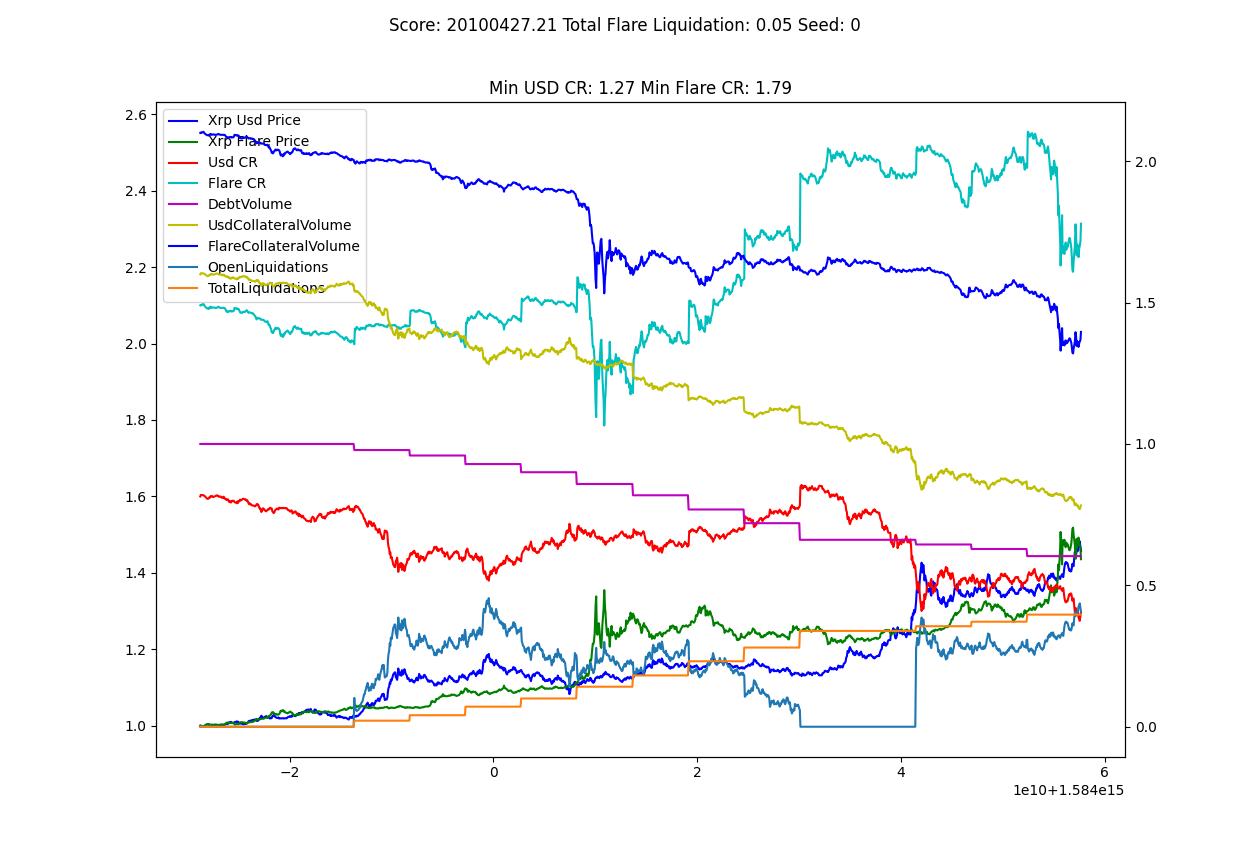 Score: 20100427.21 Total Flare Liquidation: 0.05 Seed: 0
Min USD CR: 1.27 Min Flare CR: 1.79
2.6
2.4
2.2
2.0
1.8
1.6
1.4
1.2
1.0
Xrp Usd Price
Xrp Flare Price
Usd CR
Flare CR
DebtVolume
UsdCollateralVolume
FlareCollateralVolume
OpenLiquidations
TotalLiquidations
2.0
1.5
1.0
0.5
0.0
−2 0 2 4 6
1e10+1.584e15